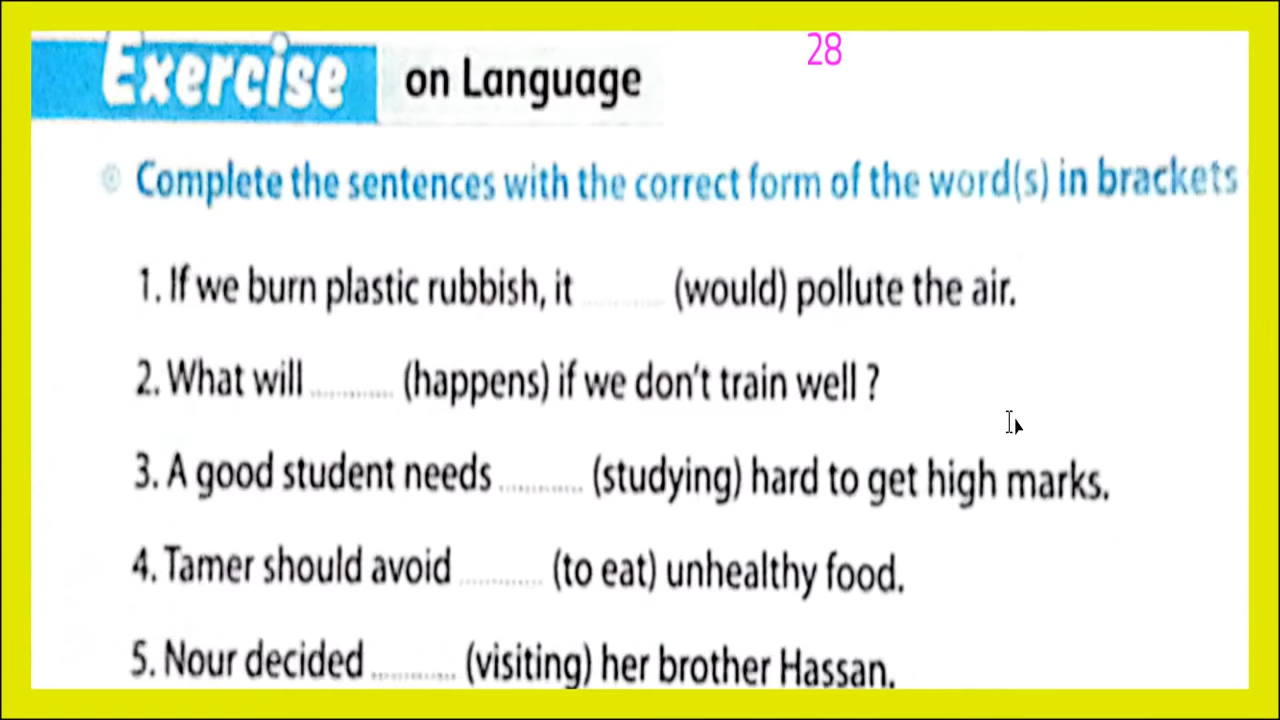 28
Exercise on Language
Complete the sentences with the correct form of the word(s) in brackets
1. If we burn plastic rubbish, it .......... (would) pollute the air.
2. What will .......... (happens) if we don't train well ?
3. A good student needs .......... (studying) hard to get high marks.
4. Tamer should avoid .......... (to eat) unhealthy food.
5. Nour decided .......... (visiting) her brother Hassan.